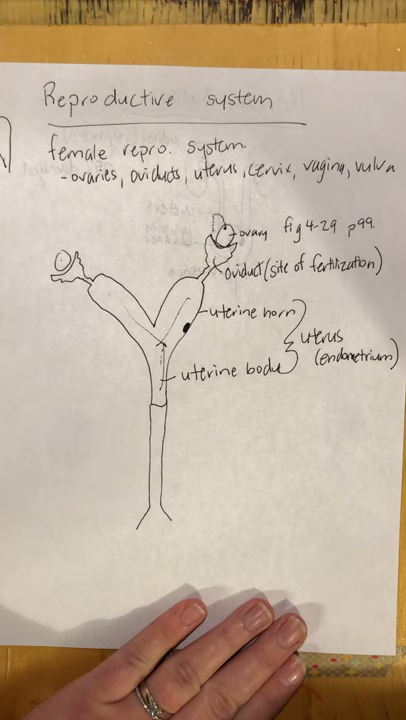 Reproductive system
female repro. system.
- ovaries, oviducts, uterus, cervix, vagina, vulva
ovary fig 4-29 p99.
oviduct (site of fertilization)
uterine horn
uterus
(endometrium)
uterine body